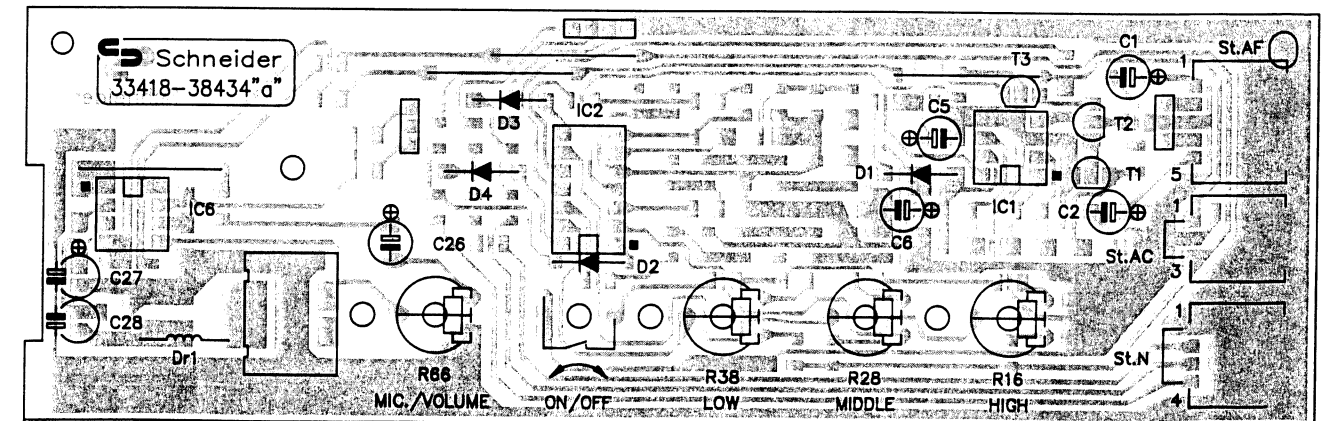 Schneider
33418-38434"a"
C1
St.AF
1
T3
IC2
D3
C5
T2
D4
D1
5
T1
IC6
IC1
C2
1
C6
C26
St.AC
D2
C27
3
C28
1
Dr1
St.N
R66
R38
R28
R16
MIC./VOLUME
ON/OFF
LOW
MIDDLE
HIGH
4